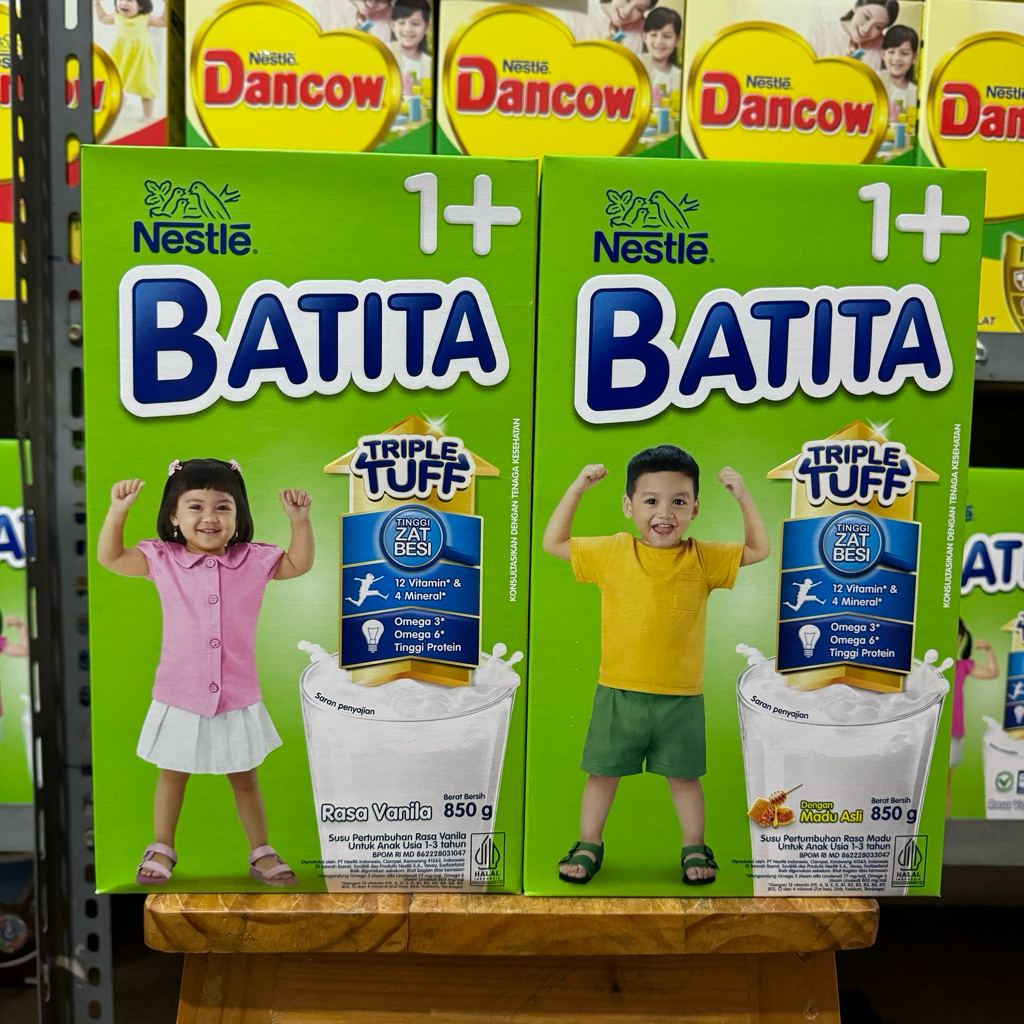 Nestlé
Dancow
Nestlé
Dancow
Nestlé
Dancow
Nestlé
Dan
Nestlé
1+
BATITA
TRIPLE
TUFF
TINGGI
ZAT
BESI
12 Vitamin* &
4 Mineral*
Omega 3*
Omega 6*
Tinggi Protein
KONSULTASIKAN DENGAN TENAGA KESEHATAN
Saran penyajian
Rasa Vanila
Berat Bersih
850 g
Susu Pertumbuhan Rasa Vanila
Untuk Anak Usia 1-3 tahun
BPOM RI MD 862228031047
HALAL
INDONESIA
Nestlé
1+
BATITA
TRIPLE
TUFF
TINGGI
ZAT
BESI
12 Vitamin* &
4 Mineral*
Omega 3*
Omega 6*
Tinggi Protein
KONSULTASIKAN DENGAN TENAGA KESEHATAN
Saran penyajian
Dengan
Madu Asli
Berat Bersih
850 g
Susu Pertumbuhan Rasa Madu
Untuk Anak Usia 1-3 tahun
BPOM RI MD 862228033047
HALAL
INDONESIA